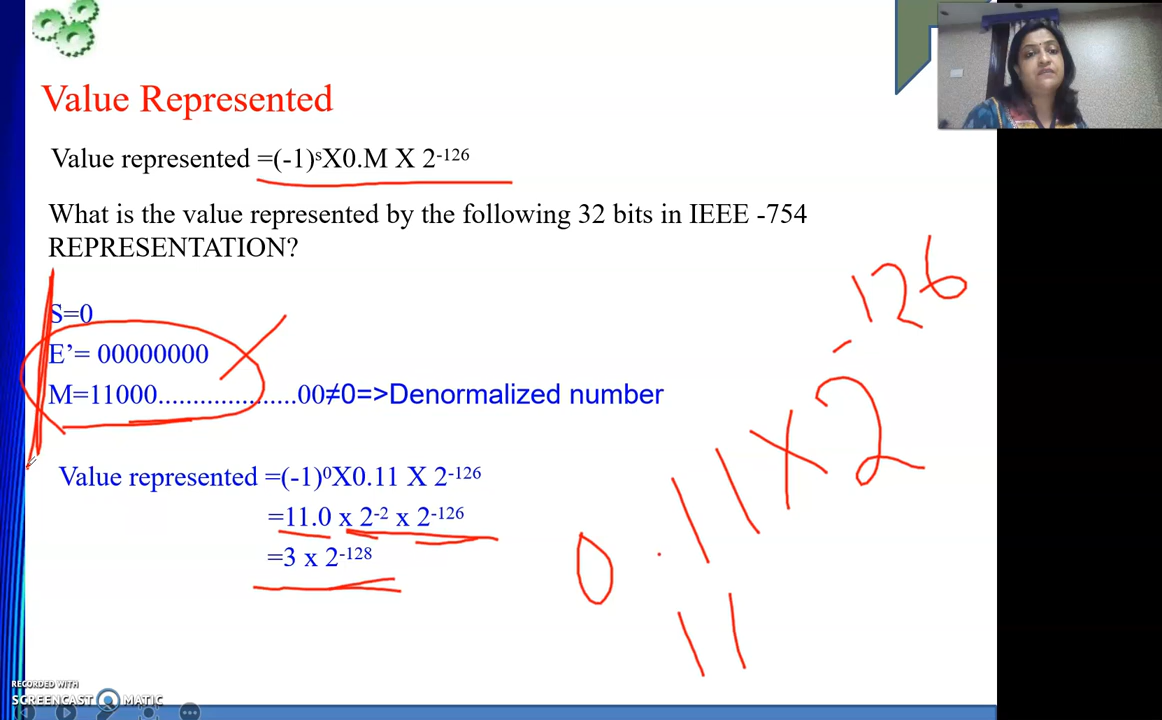 Value Represented
Value represented =(-1)ˢX0.M X 2⁻¹²⁶
What is the value represented by the following 32 bits in IEEE -754
REPRESENTATION?
S=0
E’= 00000000
M=11000.....................00≠0=>Denormalized number
Value represented =(-1)⁰X0.11 X 2⁻¹²⁶
=11.0 x 2⁻² x 2⁻¹²⁶
=3 x 2⁻¹²⁸
0.11 X 2⁻¹²⁶
11
RECORDED WITH
SCREENCAST MATIC